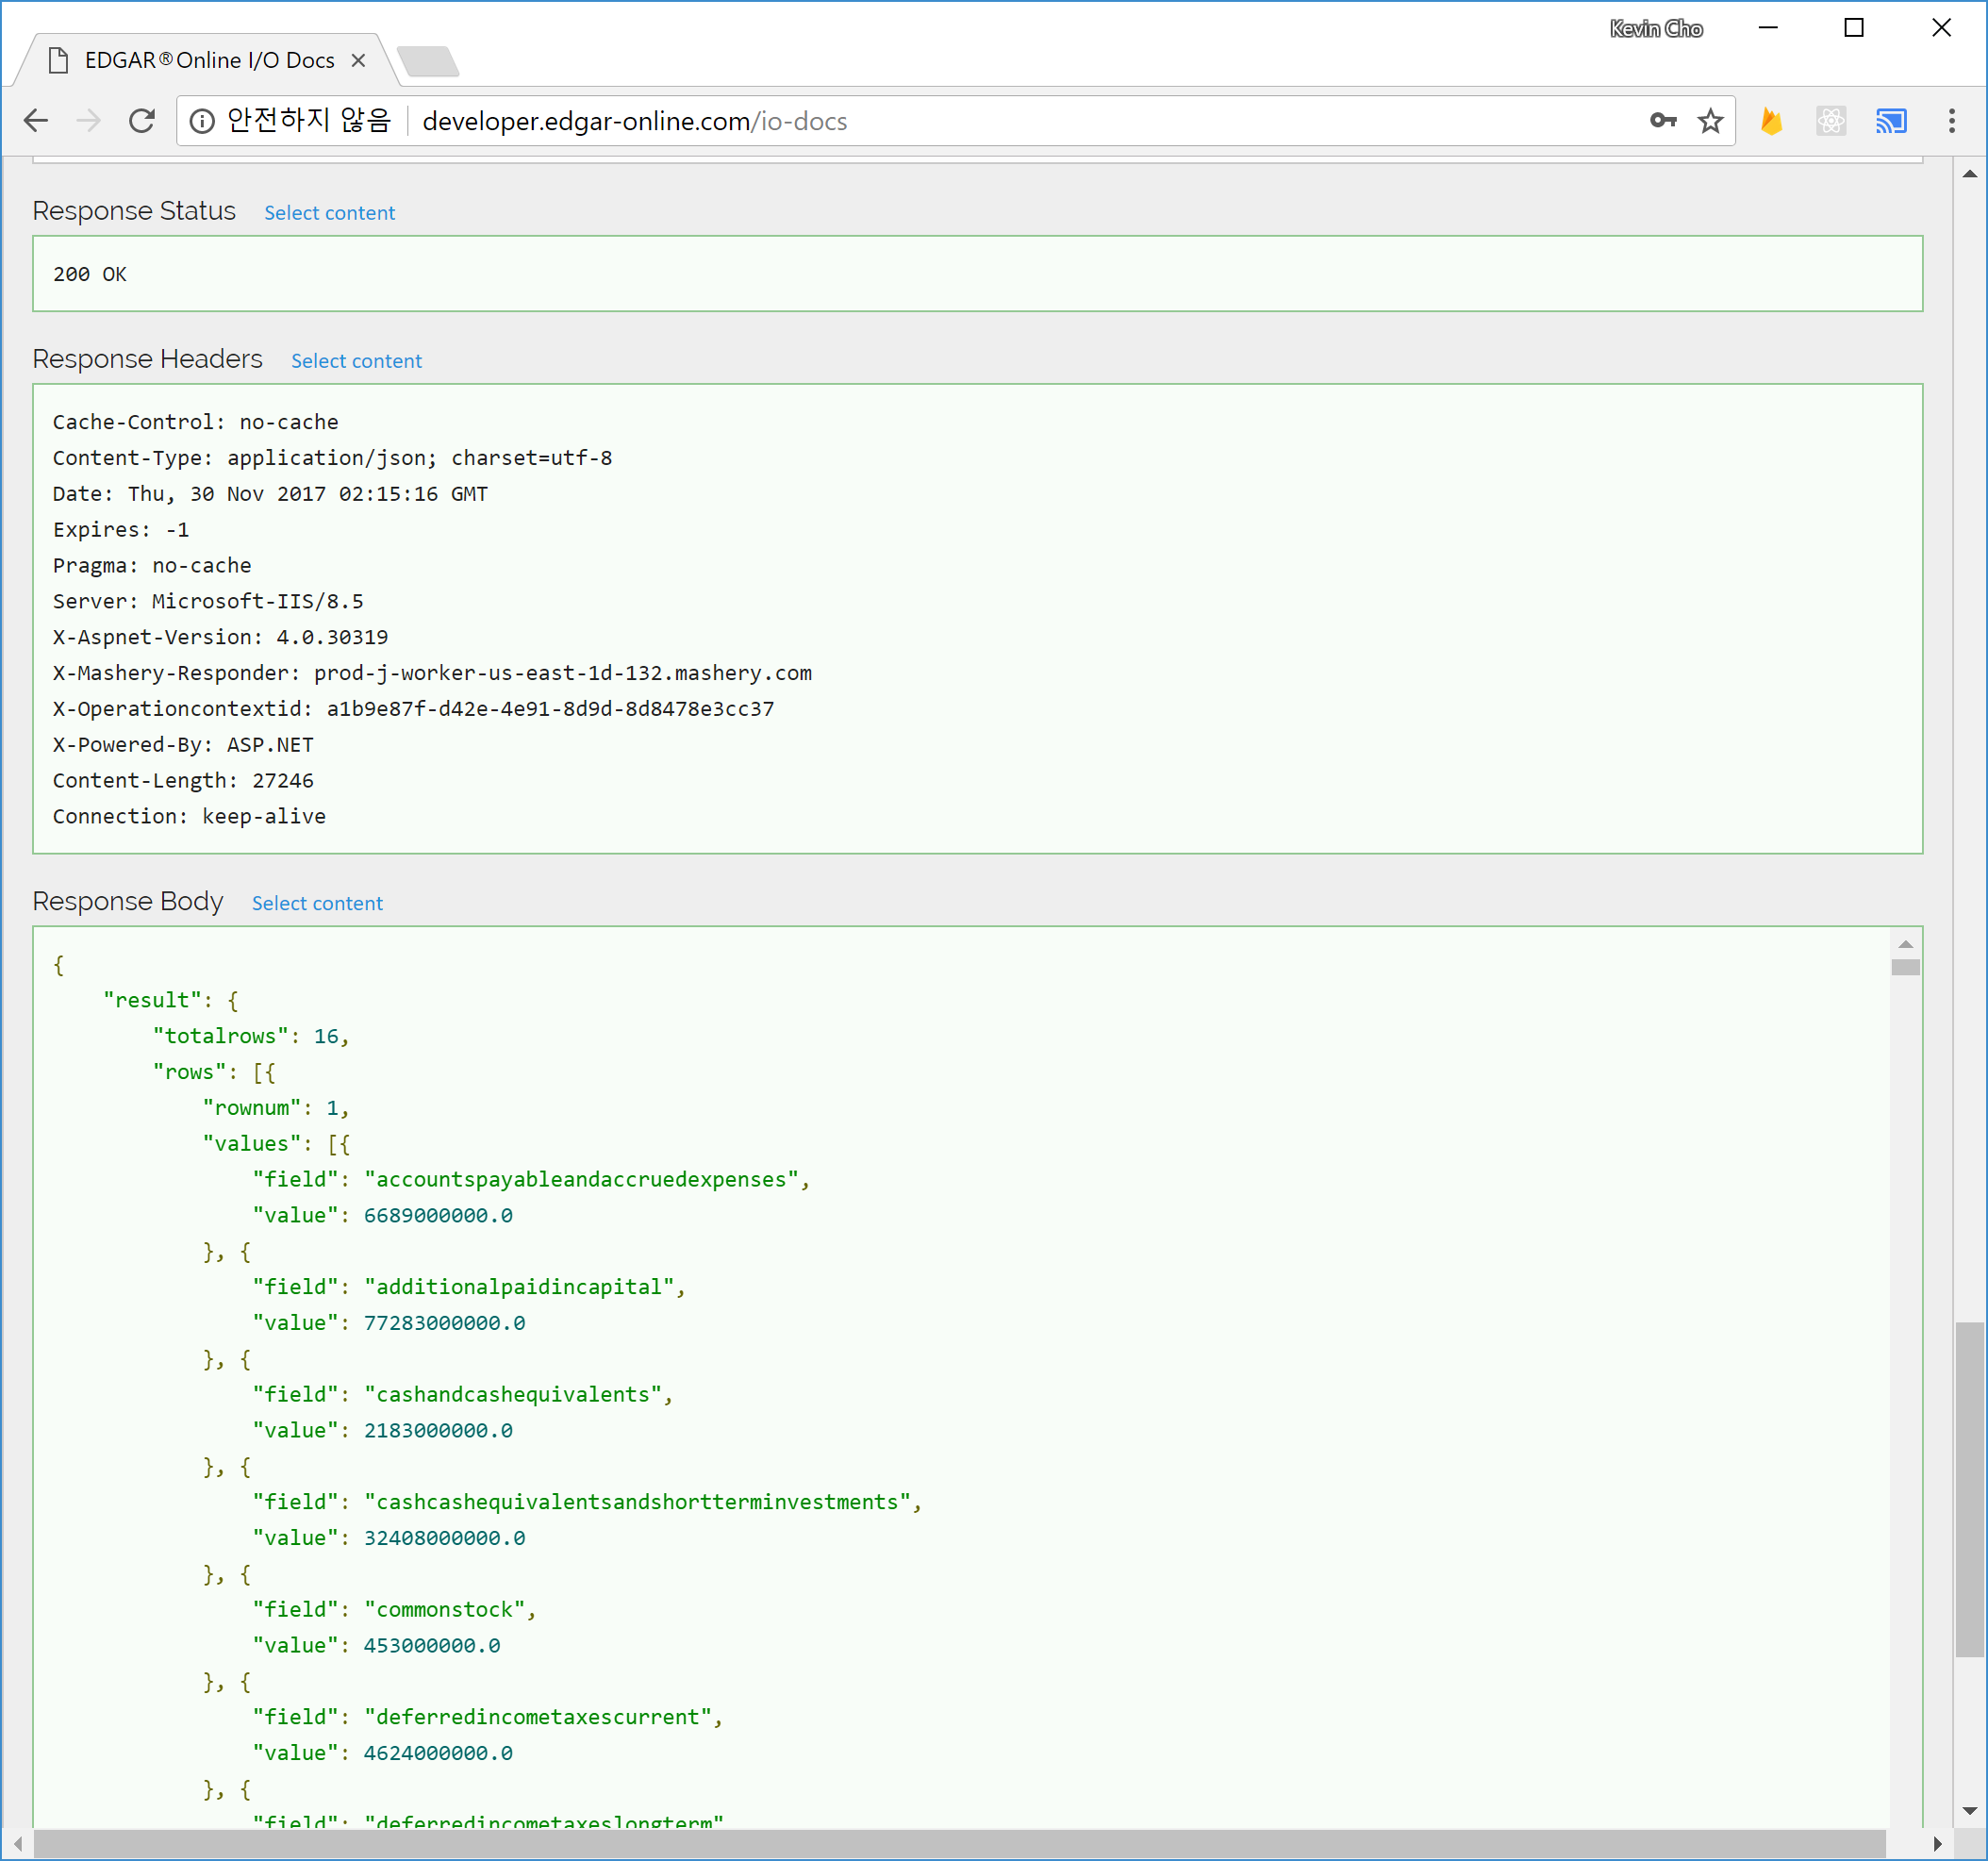 Kevin Cho
EDGAR®Online I/O Docs
안전하지 않음 developer.edgar-online.com/io-docs
Response Status Select content
200 OK
Response Headers Select content
Cache-Control: no-cache
Content-Type: application/json; charset=utf-8
Date: Thu, 30 Nov 2017 02:15:16 GMT
Expires: -1
Pragma: no-cache
Server: Microsoft-IIS/8.5
X-Aspnet-Version: 4.0.30319
X-Mashery-Responder: prod-j-worker-us-east-1d-132.mashery.com
X-Operationcontextid: a1b9e87f-d42e-4e91-8d9d-8d8478e3cc37
X-Powered-By: ASP.NET
Content-Length: 27246
Connection: keep-alive
Response Body Select content
{
    "result": {
        "totalrows": 16,
        "rows": [{
            "rownum": 1,
            "values": [{
                "field": "accountspayableandaccruedexpenses",
                "value": 6689000000.0
            }, {
                "field": "additionalpaidincapital",
                "value": 77283000000.0
            }, {
                "field": "cashandcashequivalents",
                "value": 2183000000.0
            }, {
                "field": "cashcashequivalentsandshortterminvestments",
                "value": 32408000000.0
            }, {
                "field": "commonstock",
                "value": 453000000.0
            }, {
                "field": "deferredincometaxescurrent",
                "value": 4624000000.0
            }, {
                "field": "deferredincometaxeslongterm"